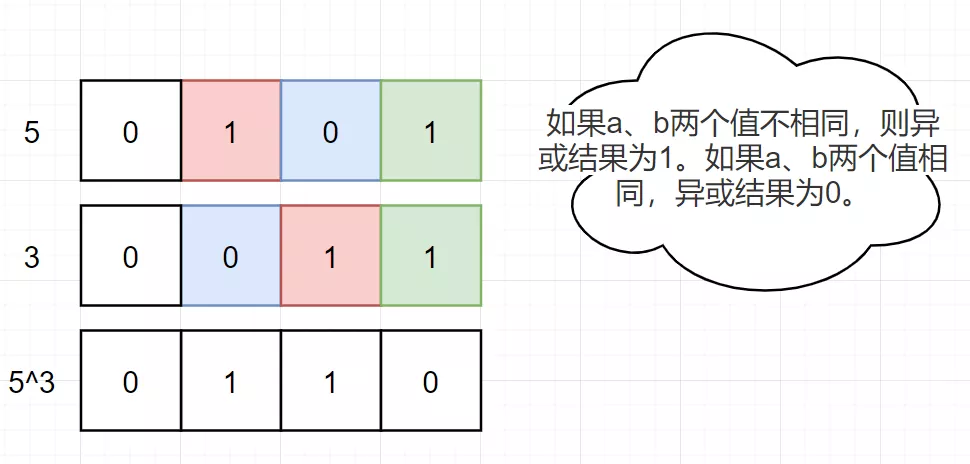 5 0 1 0 1
3 0 0 1 1
5^3 0 1 1 0
如果a、b两个值不相同，则异
或结果为1。如果a、b两个值相
同，异或结果为0。